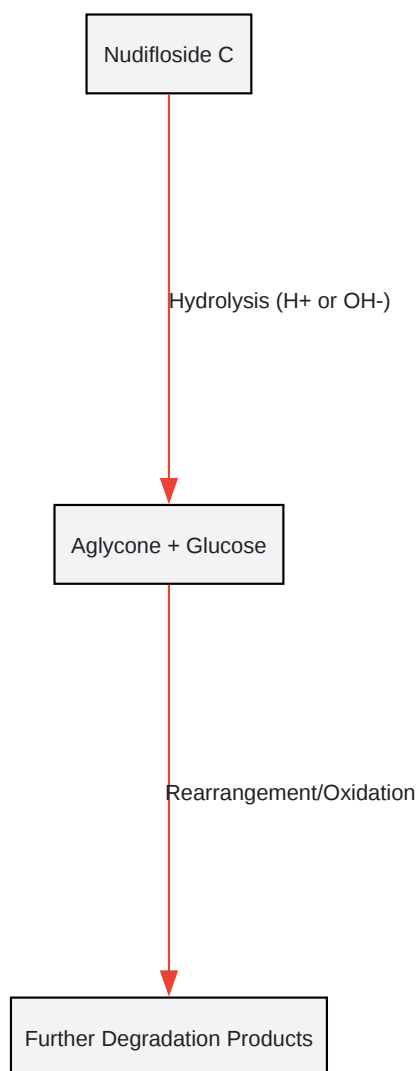 Nudifloside C
Hydrolysis (H+ or OH-)
Aglycone + Glucose
Rearrangement/Oxidation
Further Degradation Products